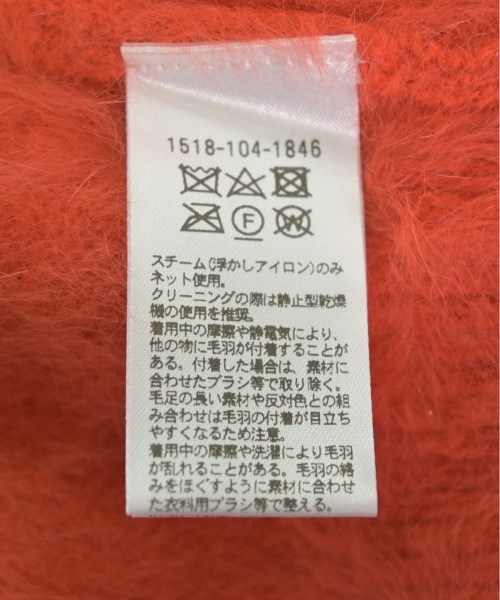 1518-104-1846
F
W
スチーム(浮かしアイロン)のみ
ネット使用。
クリーニングの際は静止型乾燥
機の使用を推奨。
着用中の摩擦や静電気により、
他の物に毛羽が付着することが
ある。付着した場合は、素材に
合わせたブラシ等で取り除く。
毛足の長い素材や反対色との組
み合わせは毛羽の付着が目立ち
やすくなるため注意。
着用中の摩擦や洗濯により毛羽
が乱れることがある。毛羽の絡
みをほぐすように素材に合わせ
た衣料用ブラシ等で整える。